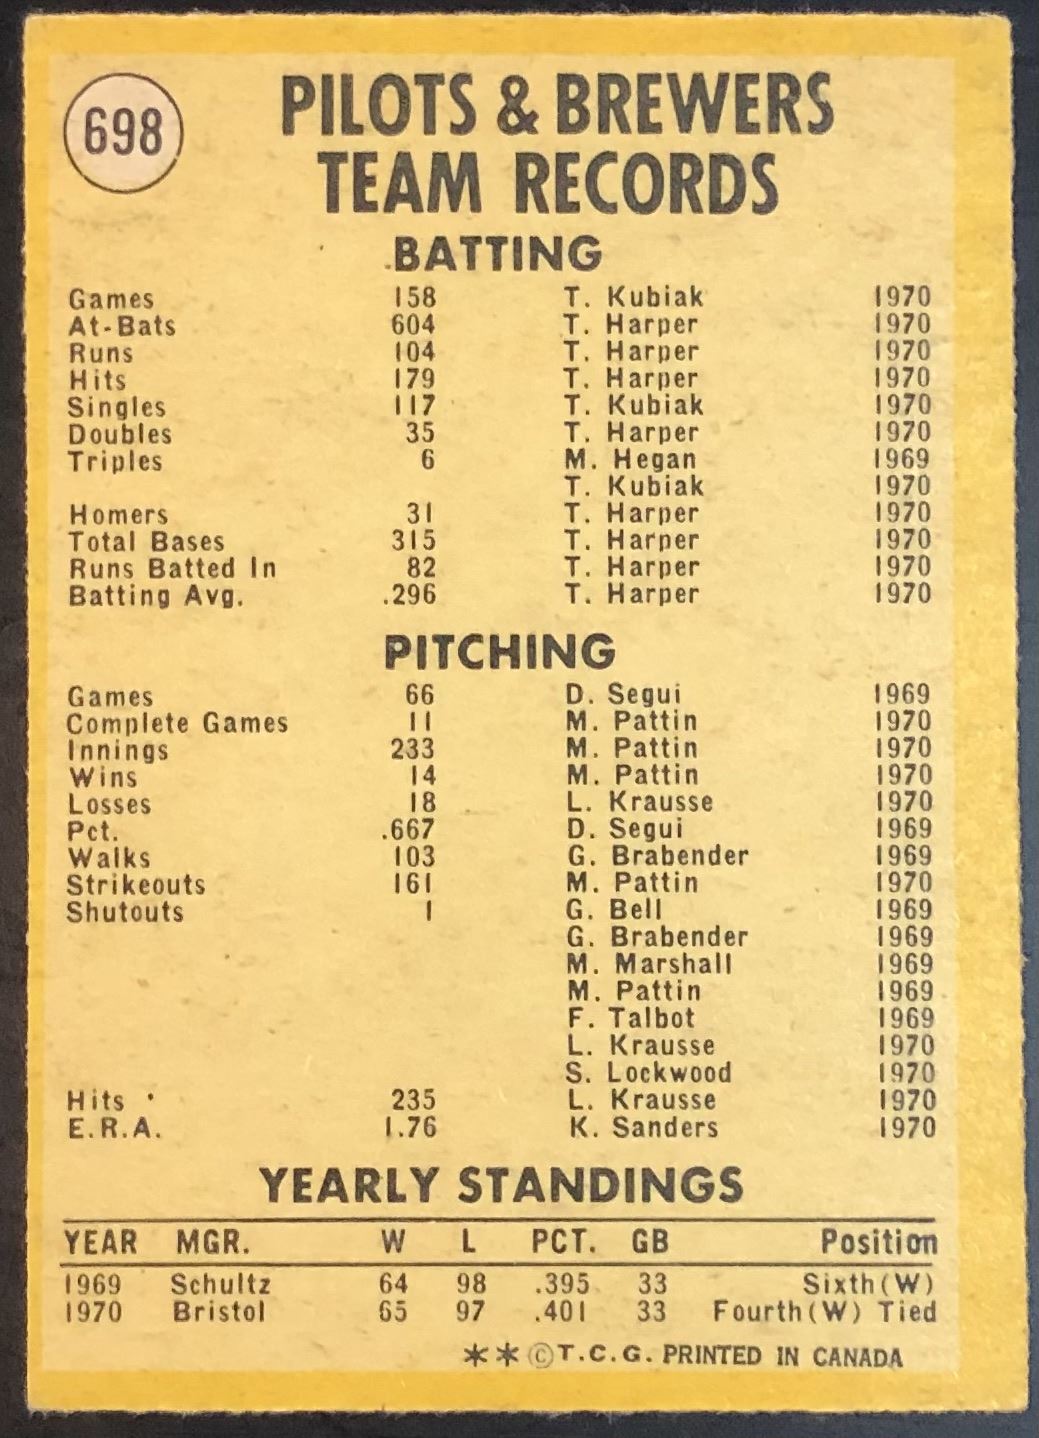 698
PILOTS & BREWERS
TEAM RECORDS
BATTING
Games 158 T. Kubiak 1970
At-Bats 604 T. Harper 1970
Runs 104 T. Harper 1970
Hits 179 T. Harper 1970
Singles 117 T. Kubiak 1970
Doubles 35 T. Harper 1970
Triples 6 M. Hegan 1969
T. Kubiak 1970
Homers 31 T. Harper 1970
Total Bases 315 T. Harper 1970
Runs Batted In 82 T. Harper 1970
Batting Avg. .296 T. Harper 1970
PITCHING
Games 66 D. Segui 1969
Complete Games 11 M. Pattin 1970
Innings 233 M. Pattin 1970
Wins 14 M. Pattin 1970
Losses 18 L. Krausse 1970
Pct. .667 D. Segui 1969
Walks 103 G. Brabender 1969
Strikeouts 161 M. Pattin 1970
Shutouts 1 G. Bell 1969
G. Brabender 1969
M. Marshall 1969
M. Pattin 1969
F. Talbot 1969
L. Krausse 1970
S. Lockwood 1970
Hits 235 L. Krausse 1970
E.R.A. 1.76 K. Sanders 1970
YEARLY STANDINGS
YEAR MGR. W L PCT. GB Position
1969 Schultz 64 98 .395 33 Sixth(W)
1970 Bristol 65 97 .401 33 Fourth(W) Tied
** ©T.C.G. PRINTED IN CANADA